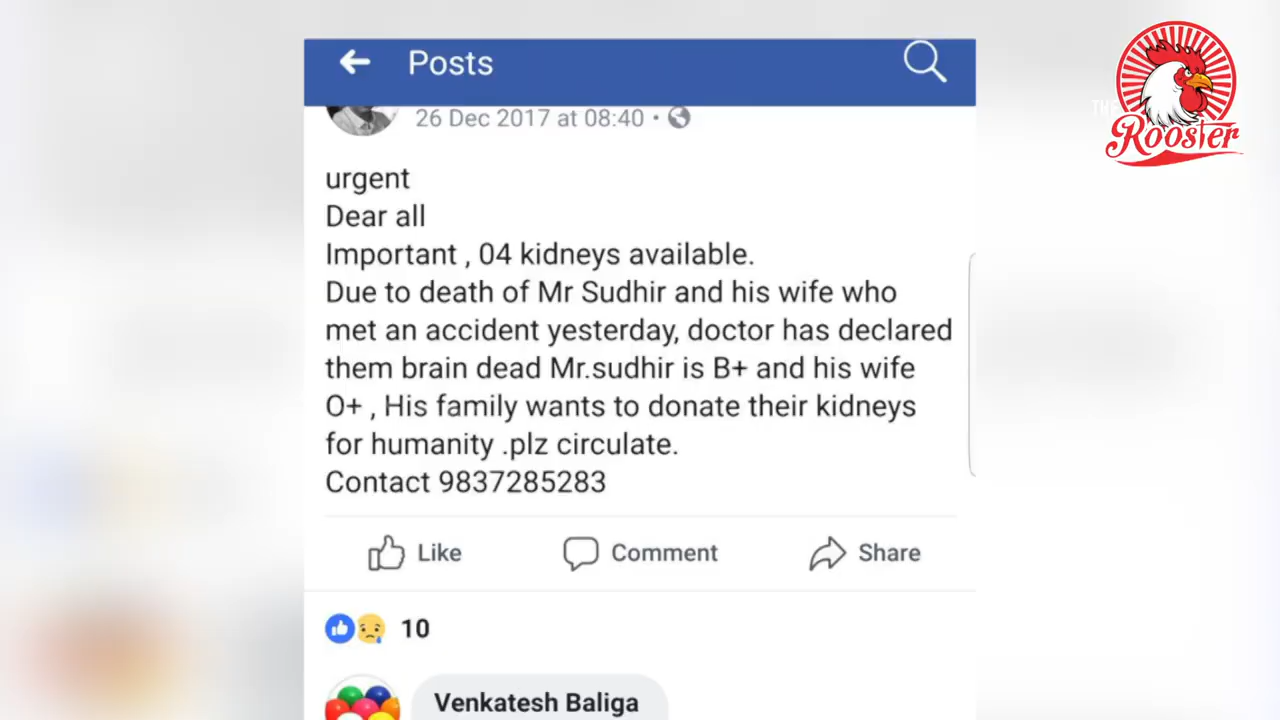 Posts
THE
Rooster
26 Dec 2017 at 08:40 •
urgent
Dear all
Important , 04 kidneys available.
Due to death of Mr Sudhir and his wife who
met an accident yesterday, doctor has declared
them brain dead Mr.sudhir is B+ and his wife
O+ , His family wants to donate their kidneys
for humanity .plz circulate.
Contact 9837285283
Like
Comment
Share
10
Venkatesh Baliga